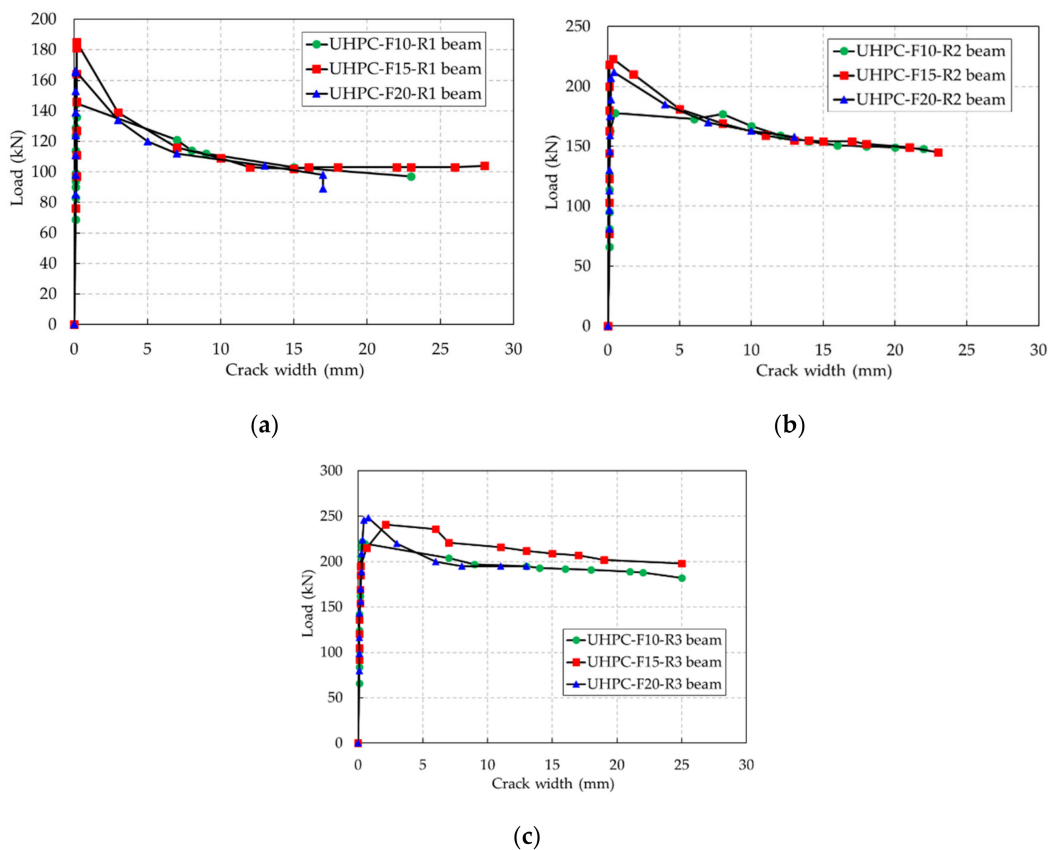 200
180
160
140
120
100
80
60
40
20
0
Load (kN)
UHPC-F10-R1 beam
UHPC-F15-R1 beam
UHPC-F20-R1 beam
0 5 10 15 20 25 30
Crack width (mm)
(a)
250
200
150
100
50
0
Load (kN)
UHPC-F10-R2 beam
UHPC-F15-R2 beam
UHPC-F20-R2 beam
0 5 10 15 20 25 30
Crack width (mm)
(b)
300
250
200
150
100
50
0
Load (kN)
UHPC-F10-R3 beam
UHPC-F15-R3 beam
UHPC-F20-R3 beam
0 5 10 15 20 25 30
Crack width (mm)
(c)